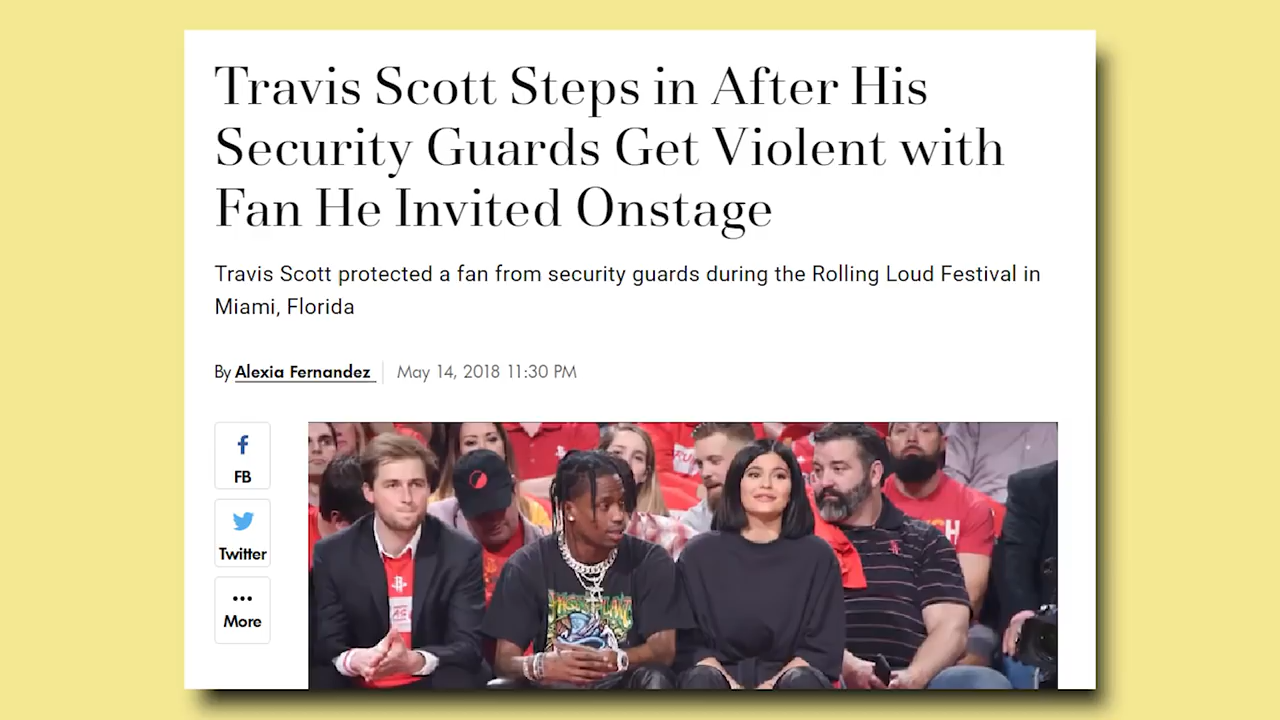 Travis Scott Steps in After His
Security Guards Get Violent with
Fan He Invited Onstage
Travis Scott protected a fan from security guards during the Rolling Loud Festival in
Miami, Florida
By Alexia Fernandez May 14, 2018 11:30 PM
FB
Twitter
More